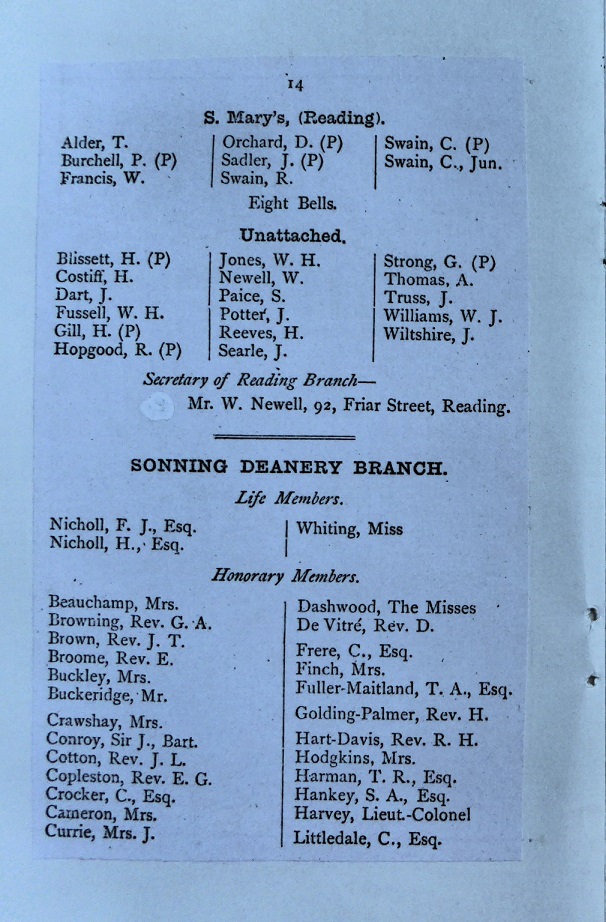 14
S. Mary's, (Reading).
Alder, T.
Burchell, P. (P)
Francis, W.
Orchard, D. (P)
Sadler, J. (P)
Swain, R.
Swain, C. (P)
Swain, C., Jun.
Eight Bells.
Unattached.
Blissett, H. (P)
Costiff, H.
Dart, J.
Fussell, W. H.
Gill, H. (P)
Hopgood, R. (P)
Jones, W. H.
Newell, W.
Paice, S.
Potter, J.
Reeves, H.
Searle, J.
Strong, G. (P)
Thomas, A.
Truss, J.
Williams, W. J.
Wiltshire, J.
Secretary of Reading Branch—
Mr. W. Newell, 92, Friar Street, Reading.
SONNING DEANERY BRANCH.
Life Members.
Nicholl, F. J., Esq.
Nicholl, H., Esq.
Whiting, Miss
Honorary Members.
Beauchamp, Mrs.
Browning, Rev. G. A.
Brown, Rev. J. T.
Broome, Rev. E.
Buckley, Mrs.
Buckeridge, Mr.
Crawshay, Mrs.
Conroy, Sir J., Bart.
Cotton, Rev. J. L.
Copleston, Rev. E. G.
Crocker, C., Esq.
Cameron, Mrs.
Currie, Mrs. J.
Dashwood, The Misses
De Vitré, Rev. D.
Frere, C., Esq.
Finch, Mrs.
Fuller-Maitland, T. A., Esq.
Golding-Palmer, Rev. H.
Hart-Davis, Rev. R. H.
Hodgkins, Mrs.
Harman, T. R., Esq.
Hankey, S. A., Esq.
Harvey, Lieut.-Colonel
Littledale, C., Esq.